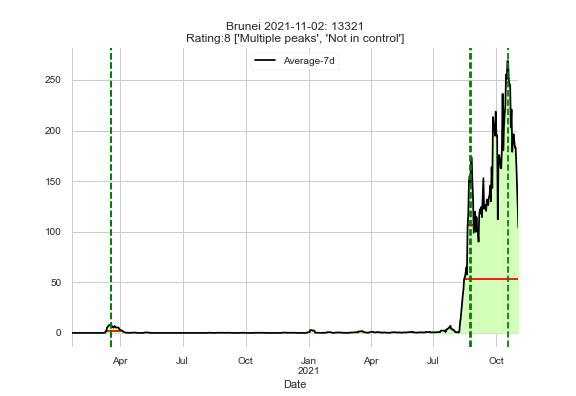 Brunei 2021-11-02: 13321
Rating:8 ['Multiple peaks', 'Not in control']
Average-7d
250
200
150
100
50
0
Apr Jul Oct Jan Apr Jul Oct
2021
Date